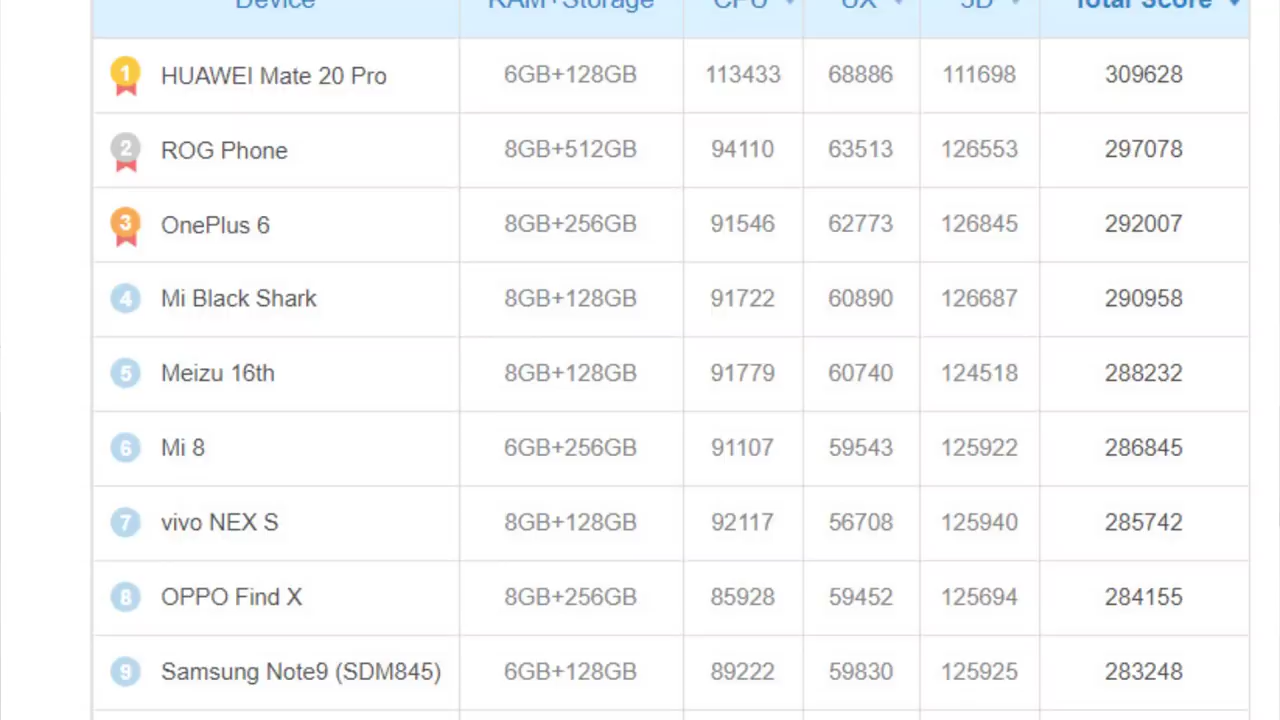 Device RAM+Storage CPU UX 3D Total Score
1 HUAWEI Mate 20 Pro 6GB+128GB 113433 68886 111698 309628
2 ROG Phone 8GB+512GB 94110 63513 126553 297078
3 OnePlus 6 8GB+256GB 91546 62773 126845 292007
4 Mi Black Shark 8GB+128GB 91722 60890 126687 290958
5 Meizu 16th 8GB+128GB 91779 60740 124518 288232
6 Mi 8 6GB+256GB 91107 59543 125922 286845
7 vivo NEX S 8GB+128GB 92117 56708 125940 285742
8 OPPO Find X 8GB+256GB 85928 59452 125694 284155
9 Samsung Note9 (SDM845) 6GB+128GB 89222 59830 125925 283248